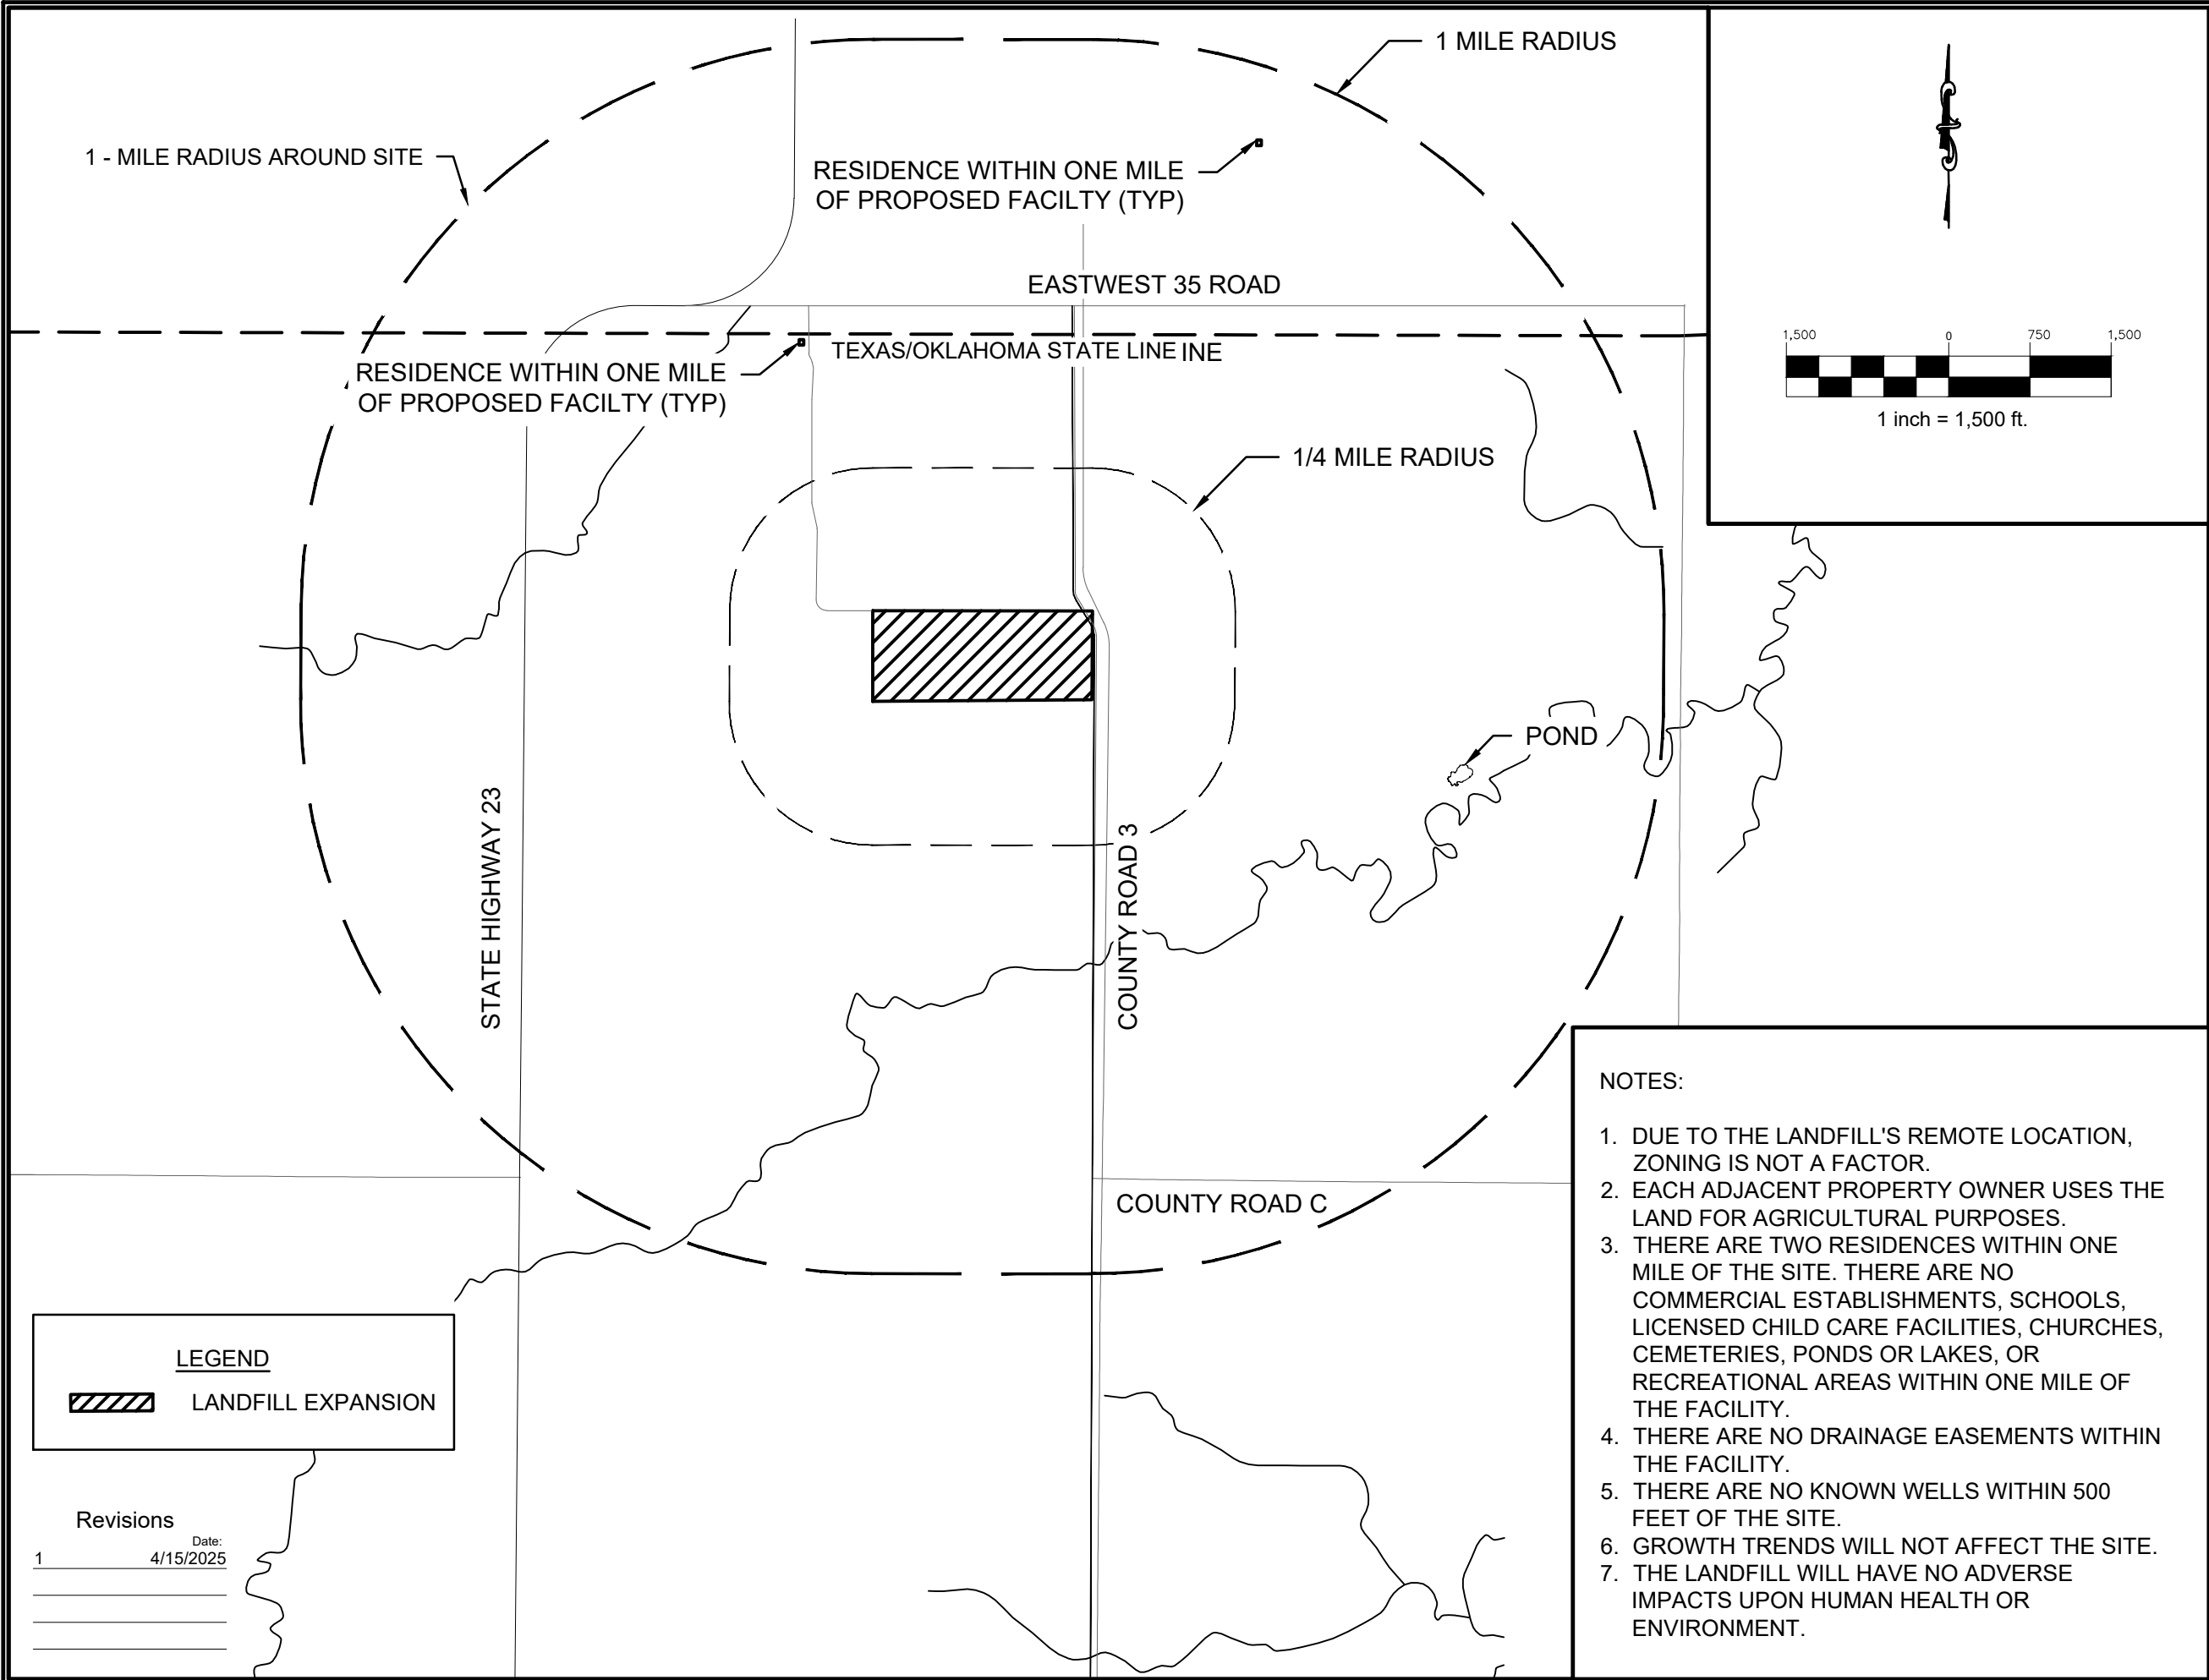 1 MILE RADIUS
1 - MILE RADIUS AROUND SITE
RESIDENCE WITHIN ONE MILE
OF PROPOSED FACILTY (TYP)
EASTWEST 35 ROAD
TEXAS/OKLAHOMA STATE LINE INE
RESIDENCE WITHIN ONE MILE
OF PROPOSED FACILTY (TYP)
1,500 0 750 1,500
1 inch = 1,500 ft.
1/4 MILE RADIUS
POND
STATE HIGHWAY 23
COUNTY ROAD 3
COUNTY ROAD C
NOTES:
1. DUE TO THE LANDFILL'S REMOTE LOCATION,
ZONING IS NOT A FACTOR.
2. EACH ADJACENT PROPERTY OWNER USES THE
LAND FOR AGRICULTURAL PURPOSES.
3. THERE ARE TWO RESIDENCES WITHIN ONE
MILE OF THE SITE. THERE ARE NO
COMMERCIAL ESTABLISHMENTS, SCHOOLS,
LICENSED CHILD CARE FACILITIES, CHURCHES,
CEMETERIES, PONDS OR LAKES, OR
RECREATIONAL AREAS WITHIN ONE MILE OF
THE FACILITY.
4. THERE ARE NO DRAINAGE EASEMENTS WITHIN
THE FACILITY.
5. THERE ARE NO KNOWN WELLS WITHIN 500
FEET OF THE SITE.
6. GROWTH TRENDS WILL NOT AFFECT THE SITE.
7. THE LANDFILL WILL HAVE NO ADVERSE
IMPACTS UPON HUMAN HEALTH OR
ENVIRONMENT.
LEGEND
LANDFILL EXPANSION
Revisions
Date:
1 4/15/2025